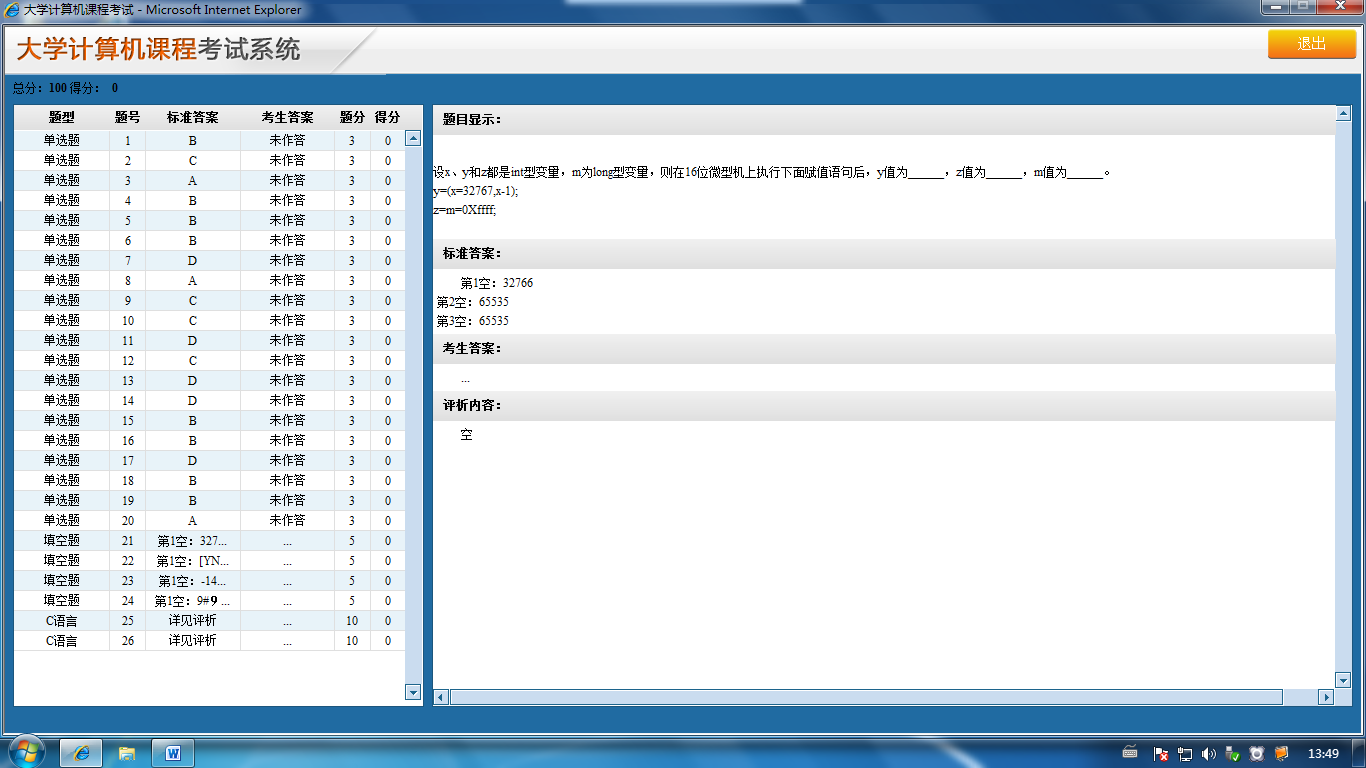 大学计算机课程考试 - Microsoft Internet Explorer
大学计算机课程考试系统
退出
总分：100 得分： 0
题型 题号 标准答案 考生答案 题分 得分
单选题 1 B 未作答 3 0
单选题 2 C 未作答 3 0
单选题 3 A 未作答 3 0
单选题 4 B 未作答 3 0
单选题 5 B 未作答 3 0
单选题 6 B 未作答 3 0
单选题 7 D 未作答 3 0
单选题 8 A 未作答 3 0
单选题 9 C 未作答 3 0
单选题 10 C 未作答 3 0
单选题 11 D 未作答 3 0
单选题 12 C 未作答 3 0
单选题 13 D 未作答 3 0
单选题 14 D 未作答 3 0
单选题 15 B 未作答 3 0
单选题 16 B 未作答 3 0
单选题 17 D 未作答 3 0
单选题 18 B 未作答 3 0
单选题 19 B 未作答 3 0
单选题 20 A 未作答 3 0
填空题 21 第1空：327... ... 5 0
填空题 22 第1空：[YN... ... 5 0
填空题 23 第1空：-14... ... 5 0
填空题 24 第1空：9#9 ... ... 5 0
C语言 25 详见评析 ... 10 0
C语言 26 详见评析 ... 10 0
题目显示：
设x、y和z都是int型变量，m为long型变量，则在16位微型机上执行下面赋值语句后，y值为______，z值为______，m值为______。
y=(x=32767,x-1);
z=m=0Xffff;
标准答案：
第1空：32766
第2空：65535
第3空：65535
考生答案：
...
评析内容：
空
13:49